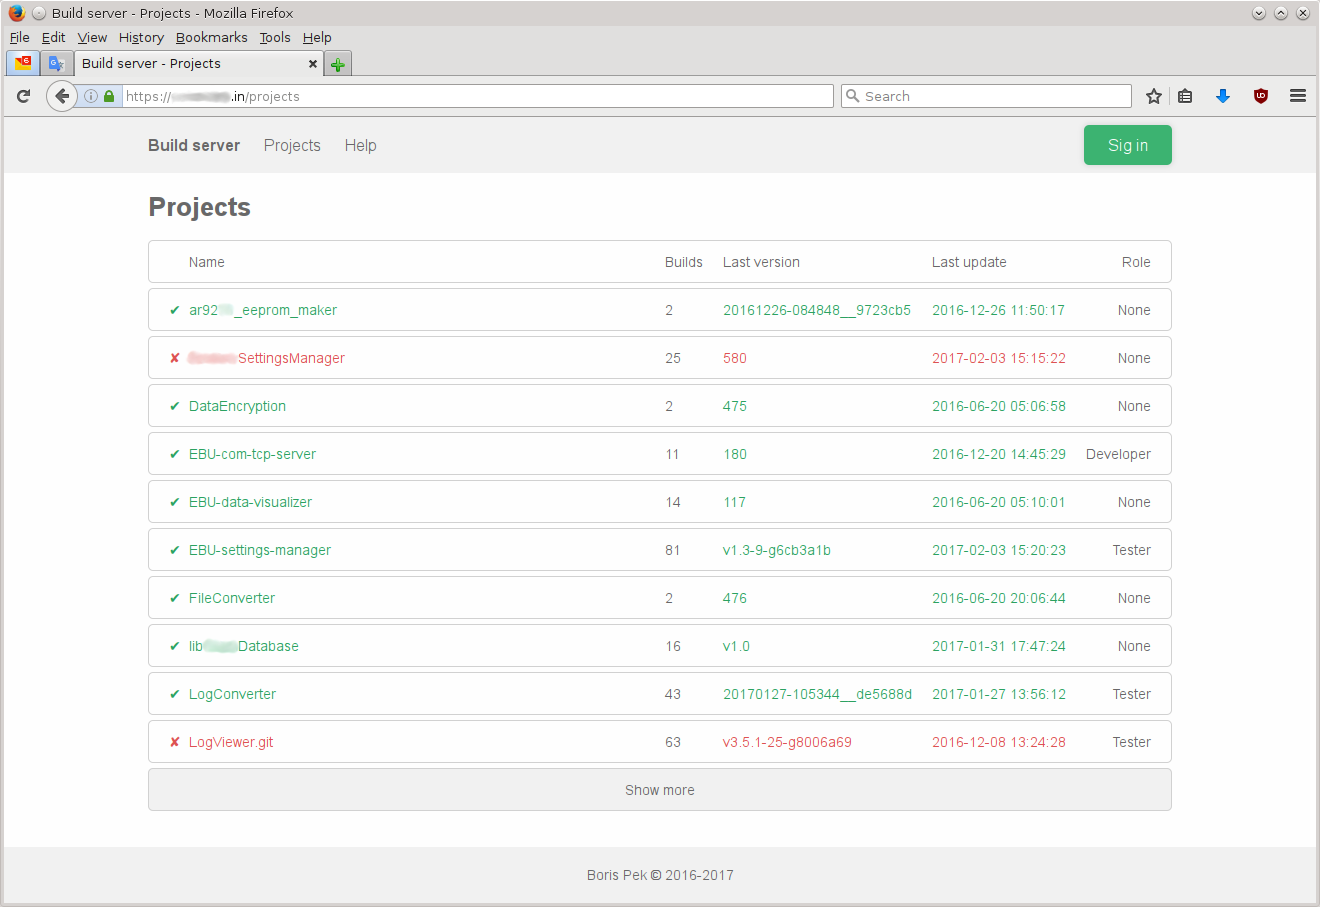 Build server - Projects - Mozilla Firefox
File Edit View History Bookmarks Tools Help
Build server - Projects
https:// .in/projects Search
Build server Projects Help Sig in
Projects
Name Builds Last version Last update Role
✔ ar92 _eeprom_maker 2 20161226-084848__9723cb5 2016-12-26 11:50:17 None
✘ SettingsManager 25 580 2017-02-03 15:15:22 None
✔ DataEncryption 2 475 2016-06-20 05:06:58 None
✔ EBU-com-tcp-server 11 180 2016-12-20 14:45:29 Developer
✔ EBU-data-visualizer 14 117 2016-06-20 05:10:01 None
✔ EBU-settings-manager 81 v1.3-9-g6cb3a1b 2017-02-03 15:20:23 Tester
✔ FileConverter 2 476 2016-06-20 20:06:44 None
✔ lib Database 16 v1.0 2017-01-31 17:47:24 None
✔ LogConverter 43 20170127-105344__de5688d 2017-01-27 13:56:12 Tester
✘ LogViewer.git 63 v3.5.1-25-g8006a69 2016-12-08 13:24:28 Tester
Show more
Boris Pek © 2016-2017